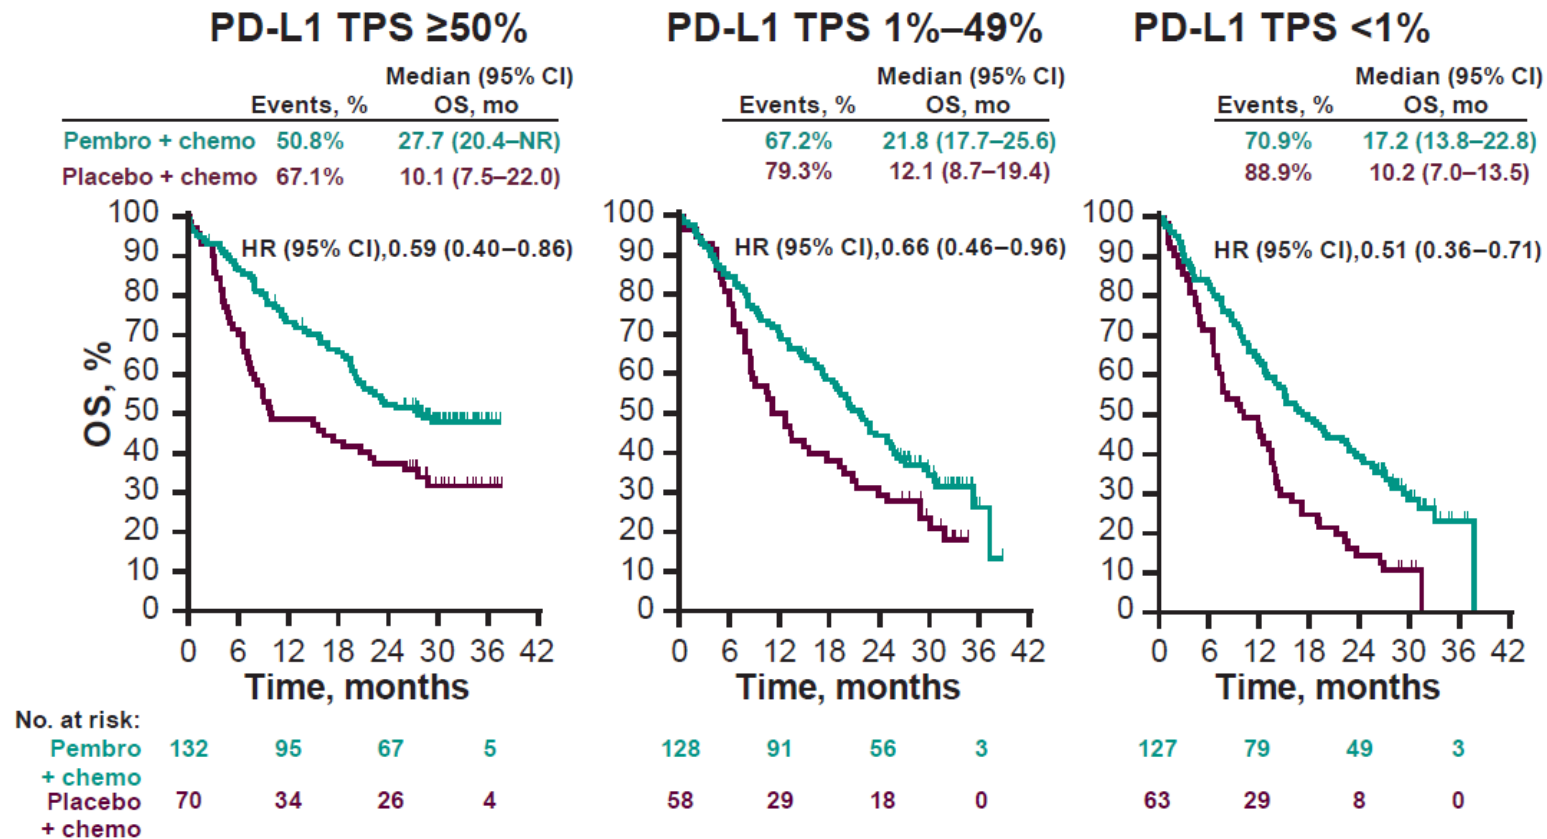 PD-L1 TPS ≥50%
Median (95% CI)
Events, % OS, mo
Pembro + chemo 50.8% 27.7 (20.4–NR)
Placebo + chemo 67.1% 10.1 (7.5–22.0)
HR (95% CI),0.59 (0.40–0.86)
OS, %
100
90
80
70
60
50
40
30
20
10
0
0 6 12 18 24 30 36 42
Time, months
PD-L1 TPS 1%–49%
Median (95% CI)
Events, % OS, mo
67.2% 21.8 (17.7–25.6)
79.3% 12.1 (8.7–19.4)
HR (95% CI),0.66 (0.46–0.96)
100
90
80
70
60
50
40
30
20
10
0
0 6 12 18 24 30 36 42
Time, months
PD-L1 TPS <1%
Median (95% CI)
Events, % OS, mo
70.9% 17.2 (13.8–22.8)
88.9% 10.2 (7.0–13.5)
HR (95% CI),0.51 (0.36–0.71)
100
90
80
70
60
50
40
30
20
10
0
0 6 12 18 24 30 36 42
Time, months
No. at risk:
Pembro 132 95 67 5 128 91 56 3 127 79 49 3
+ chemo
Placebo 70 34 26 4 58 29 18 0 63 29 8 0
+ chemo